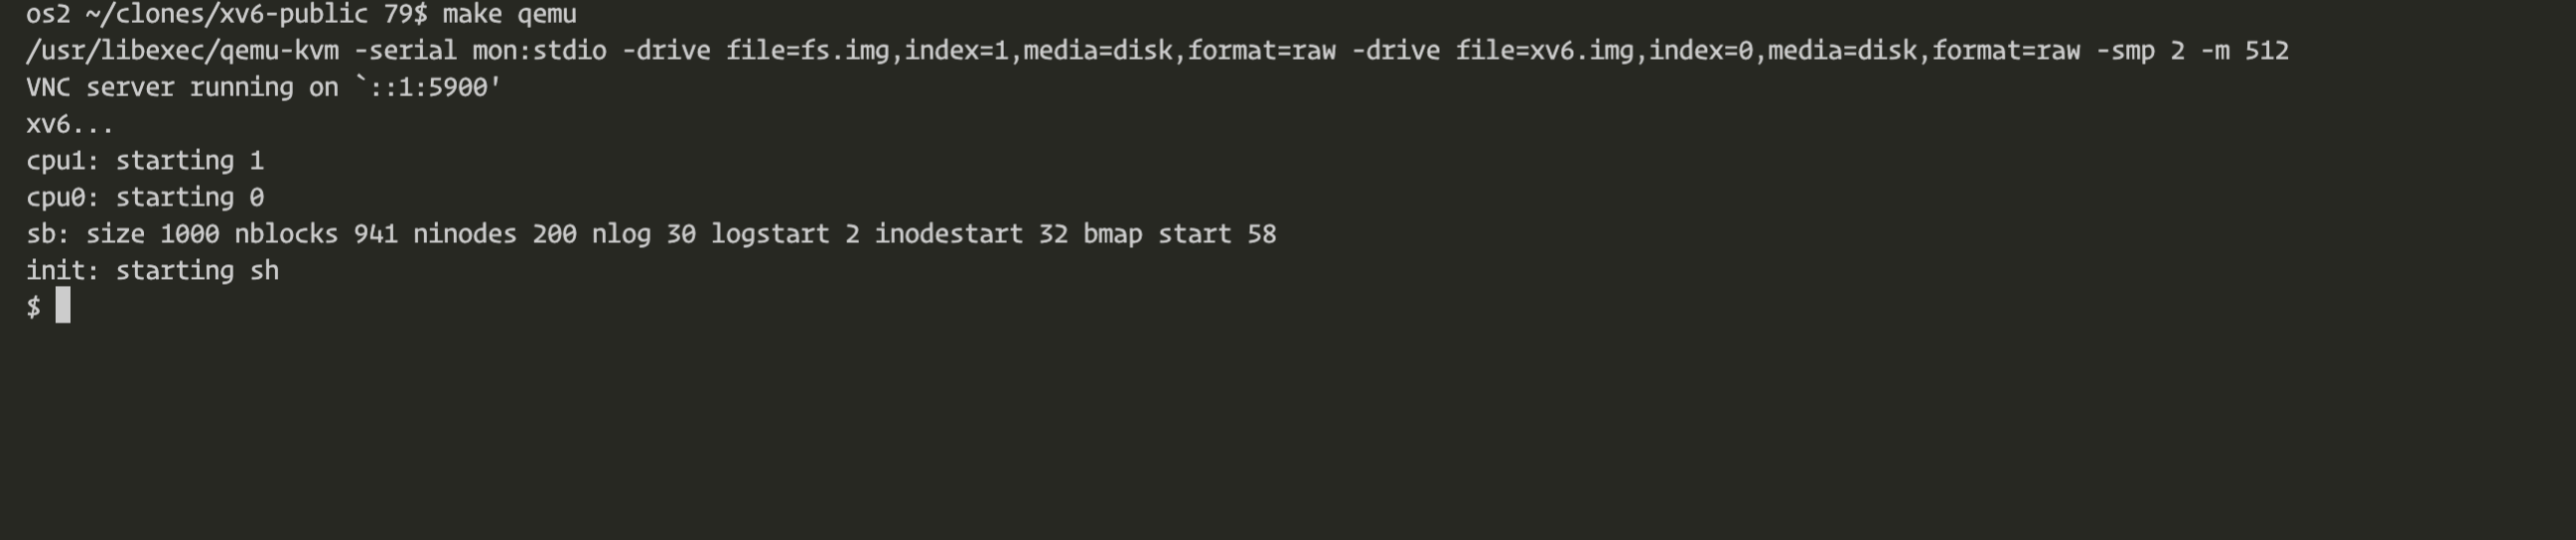 os2 ~/clones/xv6-public 79$ make qemu
/usr/libexec/qemu-kvm -serial mon:stdio -drive file=fs.img,index=1,media=disk,format=raw -drive file=xv6.img,index=0,media=disk,format=raw -smp 2 -m 512
VNC server running on `::1:5900'
xv6...
cpu1: starting 1
cpu0: starting 0
sb: size 1000 nblocks 941 ninodes 200 nlog 30 logstart 2 inodestart 32 bmap start 58
init: starting sh
$